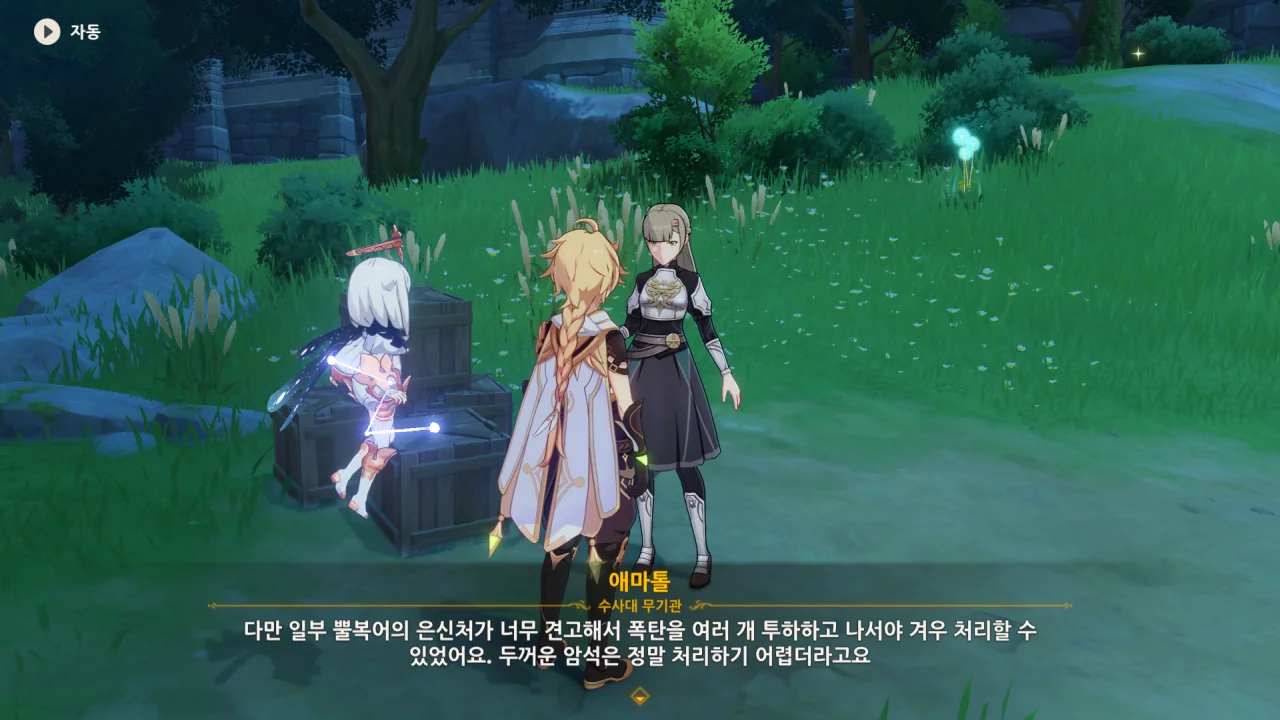 자동
애마톨
수사대 무기관
다만 일부 뿔복어의 은신처가 너무 견고해서 폭탄을 여러 개 투하하고 나서야 겨우 처리할 수
있었어요. 두꺼운 암석은 정말 처리하기 어렵더라고요